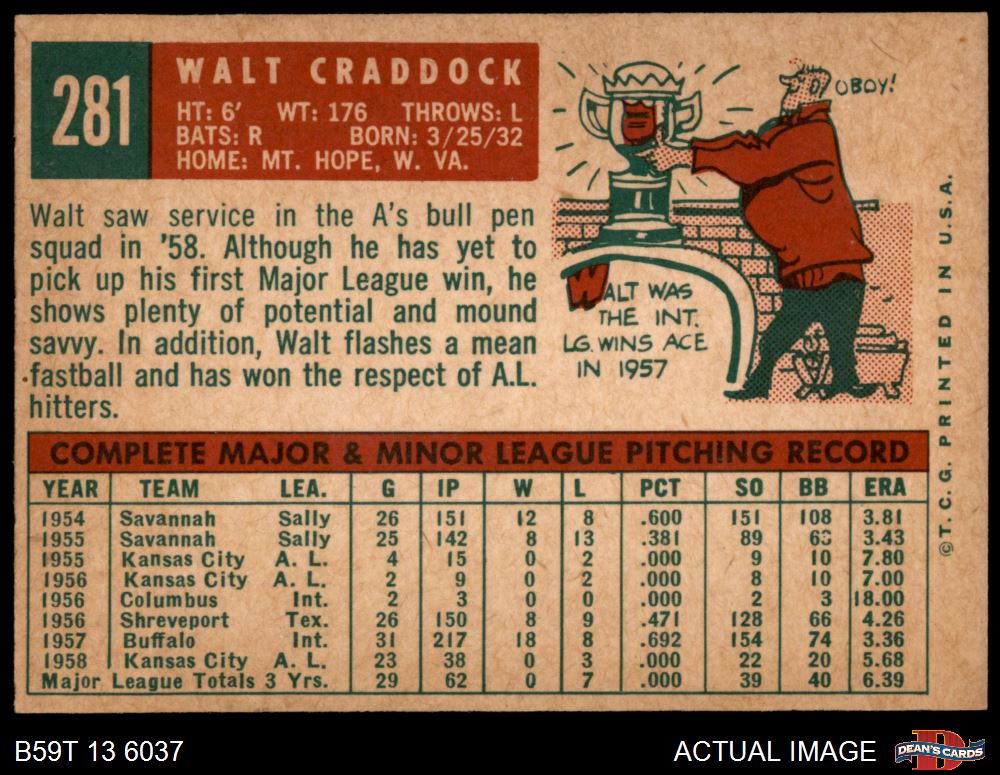 281
WALT CRADDOCK
HT: 6' WT: 176 THROWS: L
BATS: R BORN: 3/25/32
HOME: MT. HOPE, W. VA.
Walt saw service in the A's bull pen
squad in '58. Although he has yet to
pick up his first Major League win, he
shows plenty of potential and mound
savvy. In addition, Walt flashes a mean
fastball and has won the respect of A.L.
hitters.
OBOY!
WALT WAS
THE INT.
LG. WINS ACE
IN 1957
© T. C. G. PRINTED IN U.S.A.
COMPLETE MAJOR & MINOR LEAGUE PITCHING RECORD
YEAR TEAM LEA. G IP W L PCT SO BB ERA
1954 Savannah Sally 26 151 12 8 .600 151 108 3.81
1955 Savannah Sally 25 142 8 13 .381 89 3.43
1955 Kansas City A. L. 4 15 0 2 .000 9 10 7.80
1956 Kansas City A. L. 2 9 0 2 .000 8 10 7.00
1956 Columbus Int. 2 3 0 0 .000 2 3 18.00
1956 Shreveport Tex. 26 150 8 9 .471 128 66 4.26
1957 Buffalo Int. 31 217 18 8 .692 154 74 3.36
1958 Kansas City A. L. 23 38 0 3 .000 22 20 5.68
Major League Totals 3 Yrs. 29 62 0 7 .000 39 40 6.39
B59T 13 6037
ACTUAL IMAGE
DEAN'S CARDS